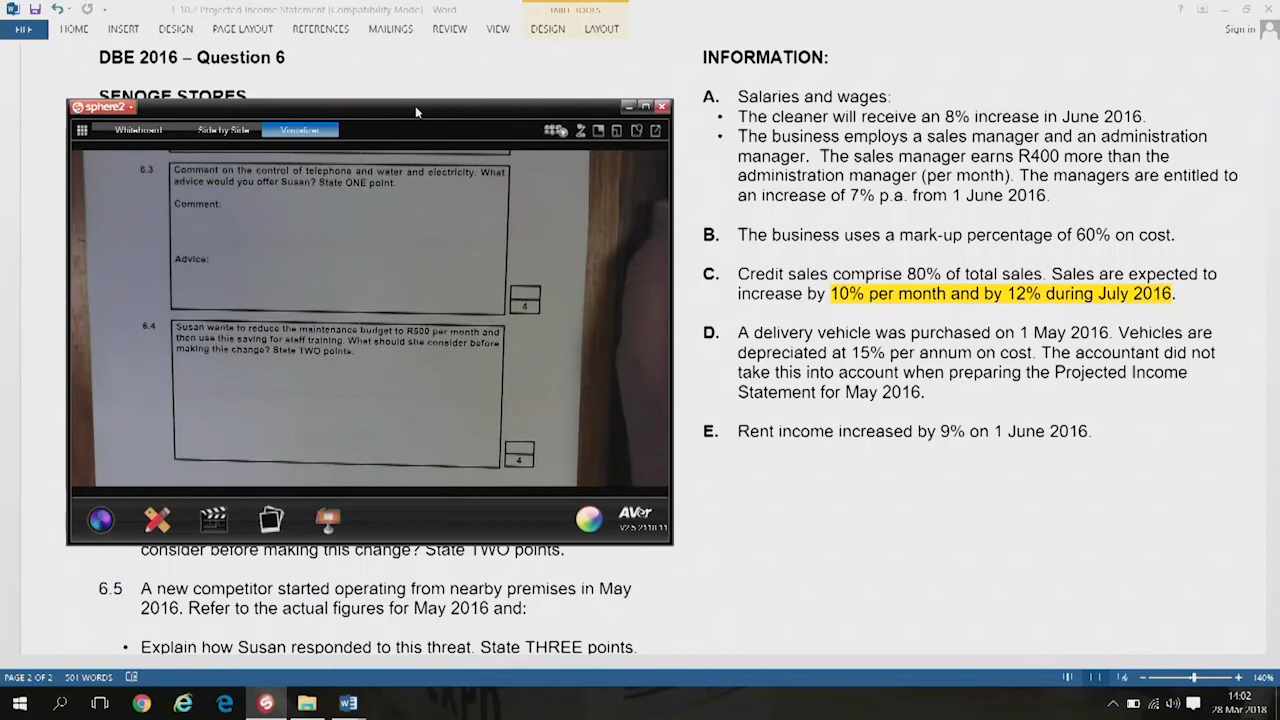 1.10.2 Projected Income Statement [Compatibility Mode] - Word
TABLE TOOLS
Sign in
FILE HOME INSERT DESIGN PAGE LAYOUT REFERENCES MAILINGS REVIEW VIEW DESIGN LAYOUT
DBE 2016 – Question 6
SENOGE STORES
sphere2
Whiteboard Side by Side Visualizer
6.3 Comment on the control of telephone and water and electricity. What
advice would you offer Susan? State ONE point.
Comment:
Advice:
4
6.4 Susan wants to reduce the maintenance budget to R500 per month and
then use this saving for staff training. What should she consider before
making this change? State TWO points.
4
AVer
V2.5.2118.11
consider before making this change? State TWO points.
6.5 A new competitor started operating from nearby premises in May
2016. Refer to the actual figures for May 2016 and:
• Explain how Susan responded to this threat. State THREE points.
INFORMATION:
A. Salaries and wages:
• The cleaner will receive an 8% increase in June 2016.
• The business employs a sales manager and an administration
manager. The sales manager earns R400 more than the
administration manager (per month). The managers are entitled to
an increase of 7% p.a. from 1 June 2016.
B. The business uses a mark-up percentage of 60% on cost.
C. Credit sales comprise 80% of total sales. Sales are expected to
increase by 10% per month and by 12% during July 2016.
D. A delivery vehicle was purchased on 1 May 2016. Vehicles are
depreciated at 15% per annum on cost. The accountant did not
take this into account when preparing the Projected Income
Statement for May 2016.
E. Rent income increased by 9% on 1 June 2016.
PAGE 2 OF 2 501 WORDS
140%
14:02
28 Mar 2018